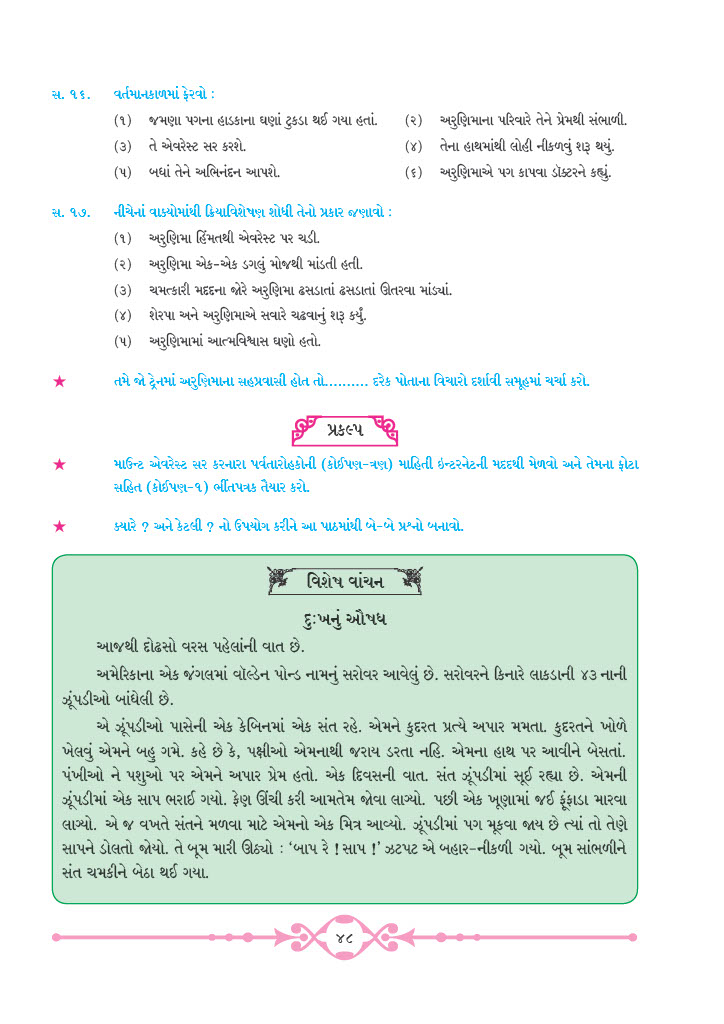 સ. ૧૬. વર્તમાનકાળમાં ફેરવો :
(૧) જમણા પગના હાડકાના ઘણાં ટુકડા થઈ ગયા હતાં. (૨) અરુણિમાના પરિવારે તેને પ્રેમથી સંભાળી.
(૩) તે એવરેસ્ટ સર કરશે. (૪) તેના હાથમાંથી લોહી નીકળવું શરૂ થયું.
(૫) બધાં તેને અભિનંદન આપશે. (૬) અરુણિમાએ પગ કાપવા ડૉક્ટરને કહ્યું.
સ. ૧૭. નીચેનાં વાક્યોમાંથી ક્રિયાવિશેષણ શોધી તેનો પ્રકાર જણાવો :
(૧) અરુણિમા હિંમતથી એવરેસ્ટ પર ચડી.
(૨) અરુણિમા એક-એક ડગલું મોજથી માંડતી હતી.
(૩) ચમત્કારી મદદના જોરે અરુણિમા ઢસડાતાં ઢસડાતાં ઊતરવા માંડ્યાં.
(૪) શેરપા અને અરુણિમાએ સવારે ચઢવાનું શરૂ કર્યું.
(૫) અરુણિમામાં આત્મવિશ્વાસ ઘણો હતો.
★ તમે જો ટ્રેનમાં અરુણિમાના સહપ્રવાસી હોત તો.......... દરેક પોતાના વિચારો દર્શાવી સમૂહમાં ચર્ચા કરો.
પ્રકલ્પ
★ માઉન્ટ એવરેસ્ટ સર કરનારા પર્વતારોહકોની (કોઈપણ-ત્રણ) માહિતી ઇન્ટરનેટની મદદથી મેળવો અને તેમના ફોટા
સહિત (કોઈપણ-૧) ભીંતપત્રક તૈયાર કરો.
★ ક્યારે ? અને કેટલી ? નો ઉપયોગ કરીને આ પાઠમાંથી બે-બે પ્રશ્નો બનાવો.
વિશેષ વાંચન
દુઃખનું ઔષધ
આજથી દોઢસો વરસ પહેલાંની વાત છે.
અમેરિકાના એક જંગલમાં વૉલ્ડેન પોન્ડ નામનું સરોવર આવેલું છે. સરોવરને કિનારે લાકડાની ૪૩ નાની
ઝૂંપડીઓ બાંધેલી છે.
એ ઝૂંપડીઓ પાસેની એક કેબિનમાં એક સંત રહે. એમને કુદરત પ્રત્યે અપાર મમતા. કુદરતને ખોળે
ખેલવું એમને બહુ ગમે. કહે છે કે, પક્ષીઓ એમનાથી જરાય ડરતા નહિ. એમના હાથ પર આવીને બેસતાં.
પંખીઓ ને પશુઓ પર એમને અપાર પ્રેમ હતો. એક દિવસની વાત. સંત ઝૂંપડીમાં સૂઈ રહ્યા છે. એમની
ઝૂંપડીમાં એક સાપ ભરાઈ ગયો. ફેણ ઊંચી કરી આમતેમ જોવા લાગ્યો. પછી એક ખૂણામાં જઈ ફૂંફાડા મારવા
લાગ્યો. એ જ વખતે સંતને મળવા માટે એમનો એક મિત્ર આવ્યો. ઝૂંપડીમાં પગ મૂકવા જાય છે ત્યાં તો તેણે
સાપને ડોલતો જોયો. તે બૂમ મારી ઊઠ્યો : ‘બાપ રે ! સાપ !’ ઝટપટ એ બહાર-નીકળી ગયો. બૂમ સાંભળીને
સંત ચમકીને બેઠા થઈ ગયા.
૪૮